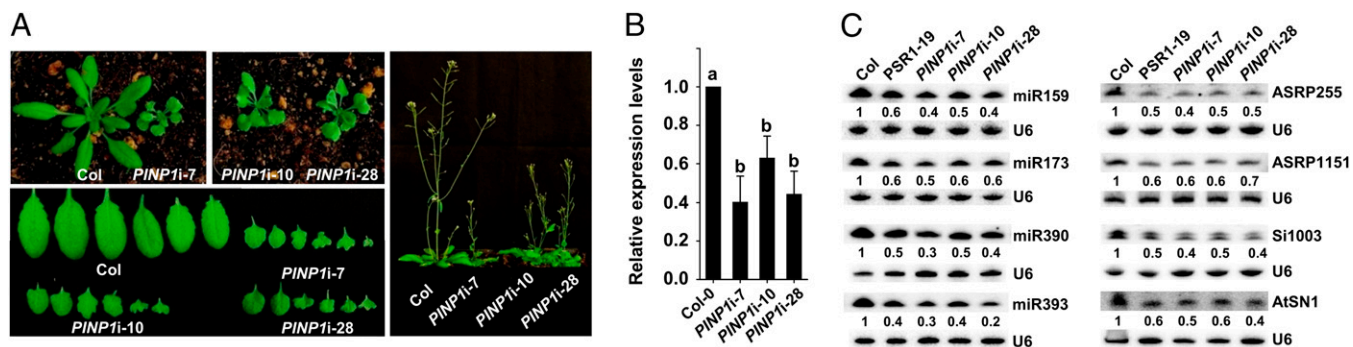 A
Col
PINP1i-7
PINP1i-10
PINP1i-28
Col
PINP1i-7
PINP1i-10
PINP1i-28
Col
PINP1i-7
PINP1i-10
PINP1i-28
B
Relative expression levels
1.0
0.8
0.6
0.4
0.2
0.0
a
b
b
b
Col-0
PINP1i-7
PINP1i-10
PINP1i-28
C
Col
PSR1-19
PINP1i-7
PINP1i-10
PINP1i-28
miR159
1 0.6 0.4 0.5 0.4
U6
miR173
1 0.6 0.5 0.6 0.6
U6
miR390
1 0.5 0.3 0.5 0.4
U6
miR393
1 0.4 0.3 0.4 0.2
U6
Col
PSR1-19
PINP1i-7
PINP1i-10
PINP1i-28
ASRP255
1 0.5 0.4 0.5 0.5
U6
ASRP1151
1 0.6 0.6 0.6 0.7
U6
Si1003
1 0.5 0.4 0.5 0.4
U6
AtSN1
1 0.6 0.5 0.6 0.4
U6